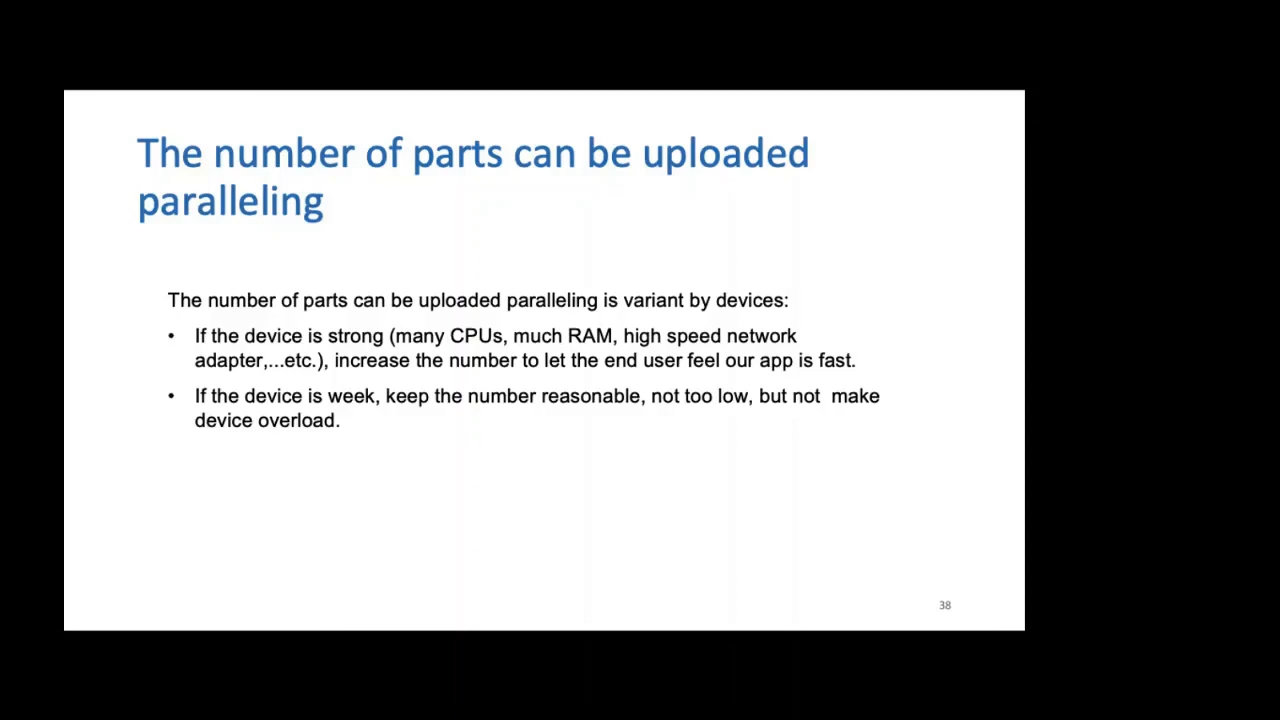 The number of parts can be uploaded
paralleling
The number of parts can be uploaded paralleling is variant by devices:
• If the device is strong (many CPUs, much RAM, high speed network
adapter,...etc.), increase the number to let the end user feel our app is fast.
• If the device is week, keep the number reasonable, not too low, but not  make
device overload.
38